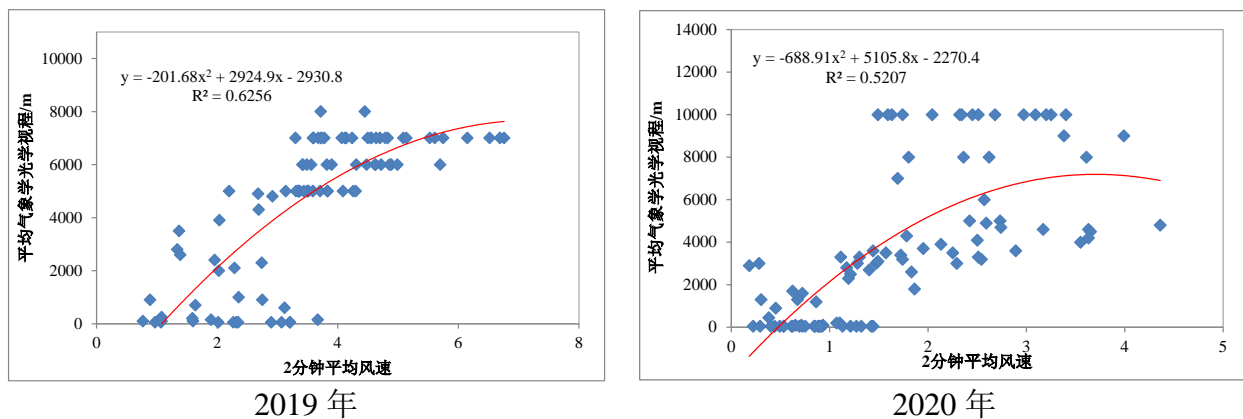 10000
8000
6000
4000
2000
0
0 2 4 6 8
平均气象学光学视程/m
y = -201.68x² + 2924.9x - 2930.8
R² = 0.6256
2分钟平均风速
2019 年
14000
12000
10000
8000
6000
4000
2000
0
0 1 2 3 4 5
平均气象学光学视程/m
y = -688.91x² + 5105.8x - 2270.4
R² = 0.5207
2分钟平均风速
2020 年